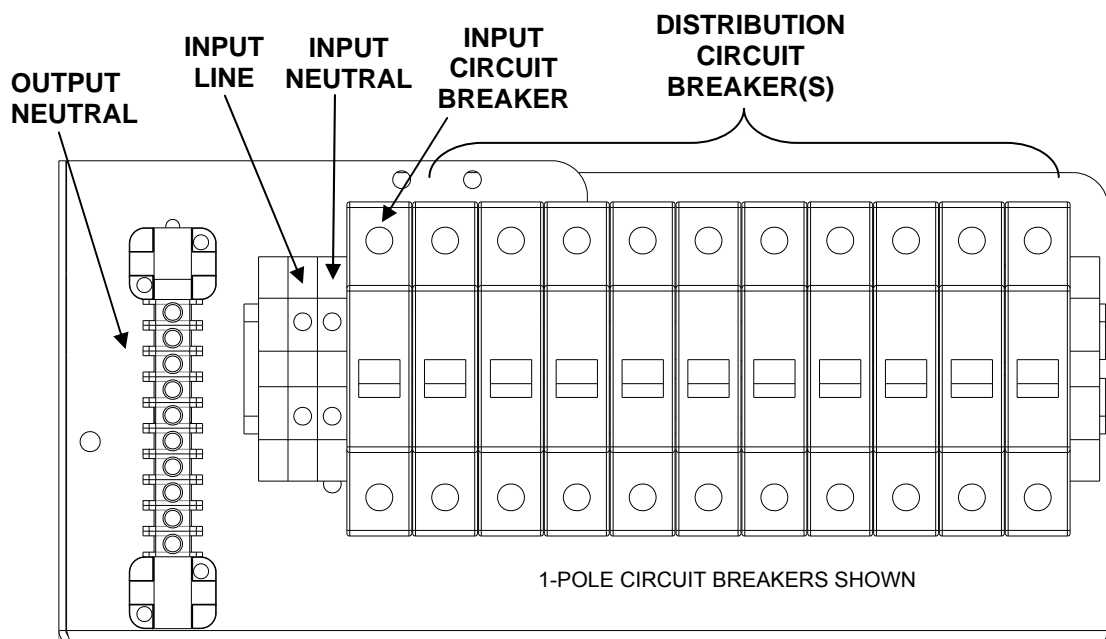 OUTPUT
NEUTRAL
INPUT
LINE
INPUT
NEUTRAL
INPUT
CIRCUIT
BREAKER
DISTRIBUTION
CIRCUIT
BREAKER(S)
1-POLE CIRCUIT BREAKERS SHOWN